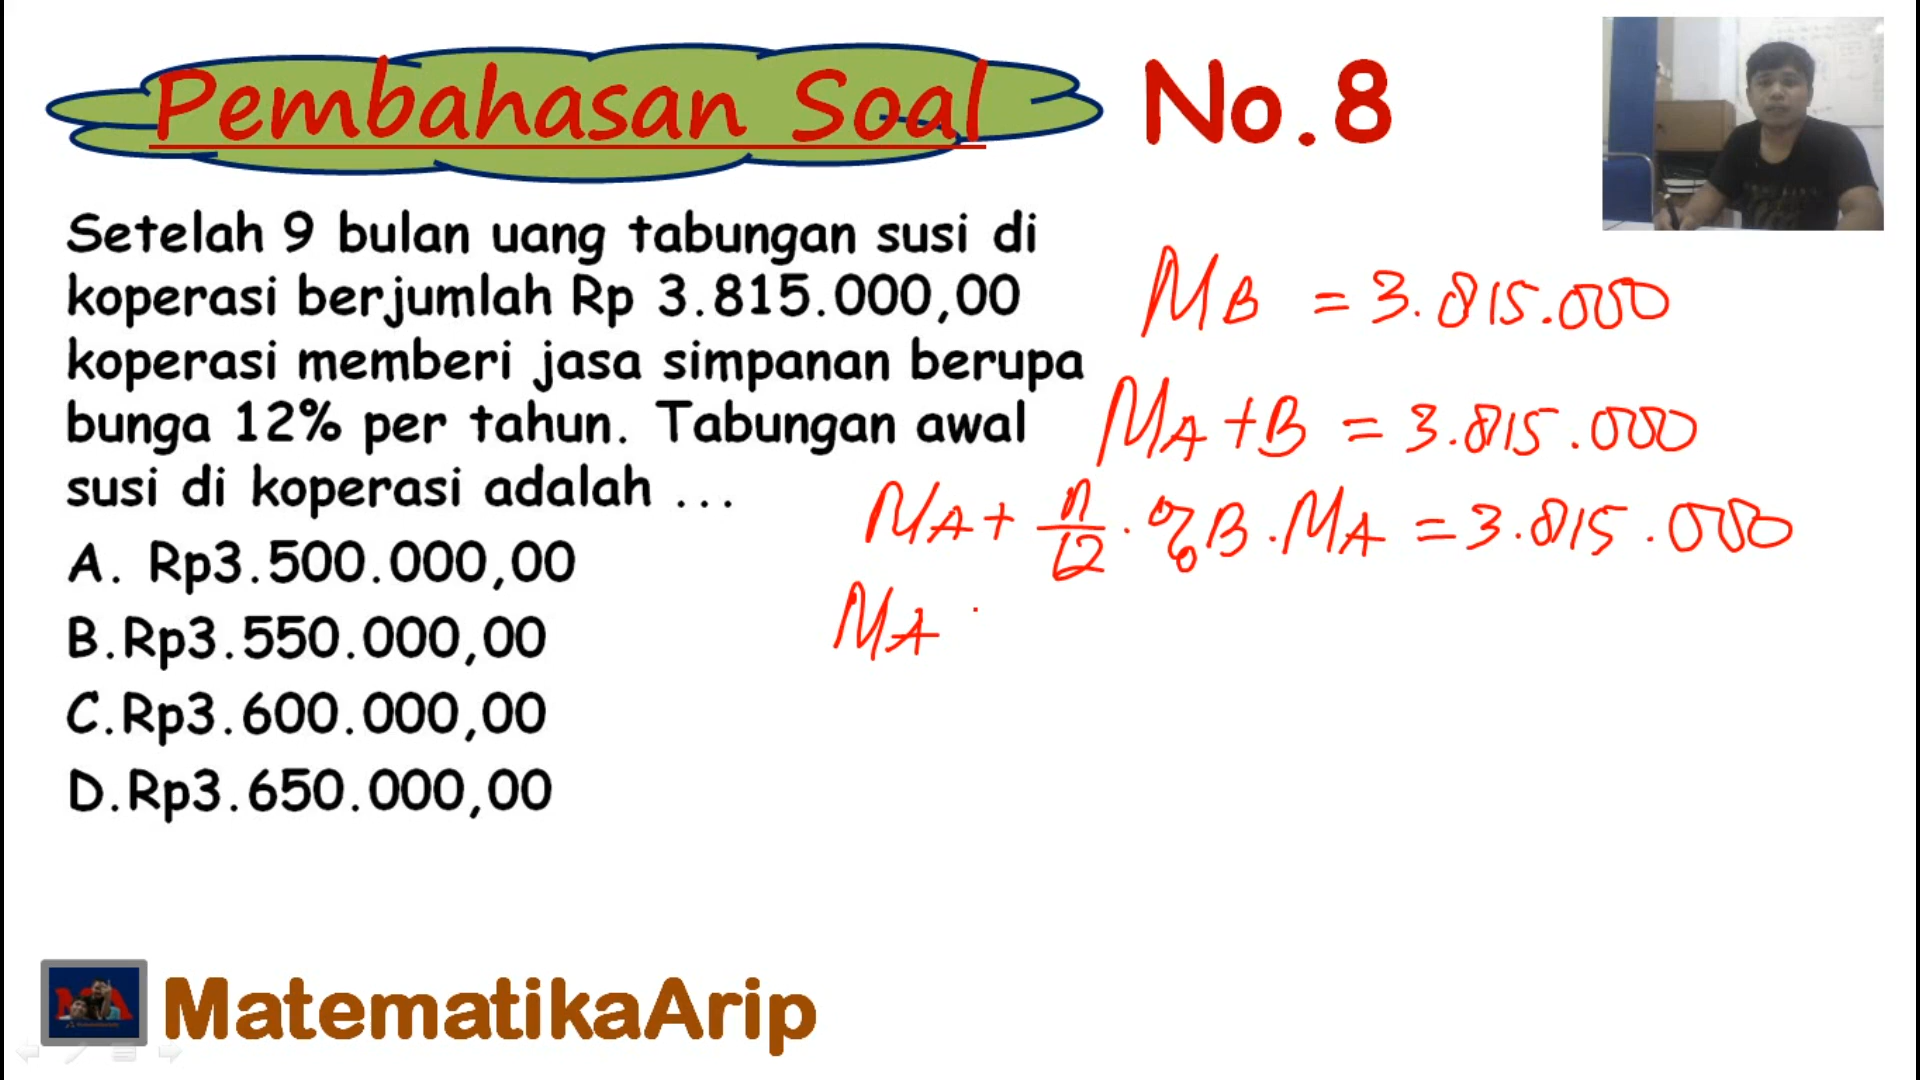 Pembahasan Soal No.8
Setelah 9 bulan uang tabungan susi di
koperasi berjumlah Rp 3.815.000,00
koperasi memberi jasa simpanan berupa
bunga 12% per tahun. Tabungan awal
susi di koperasi adalah ...
A. Rp3.500.000,00
B.Rp3.550.000,00
C.Rp3.600.000,00
D.Rp3.650.000,00
MB = 3.815.000
MA+B = 3.815.000
MA+ n/12 . %B . MA = 3.815.000
MA
MatematikaArip